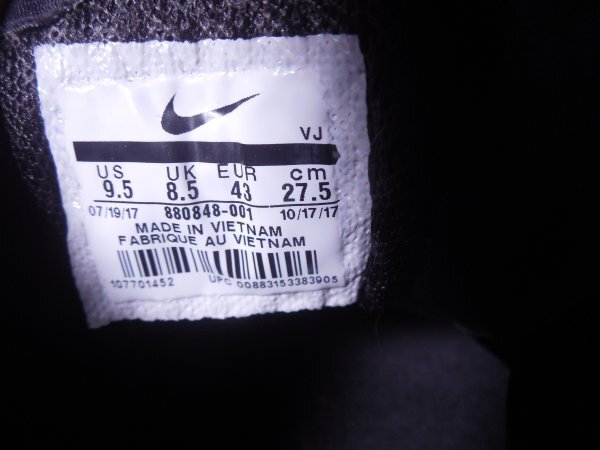 VJ
US UK EUR cm
9.5 8.5 43 27.5
07/19/17 880848-001 10/17/17
MADE IN VIETNAM
FABRIQUE AU VIETNAM
107701452 UPC 00883153383905